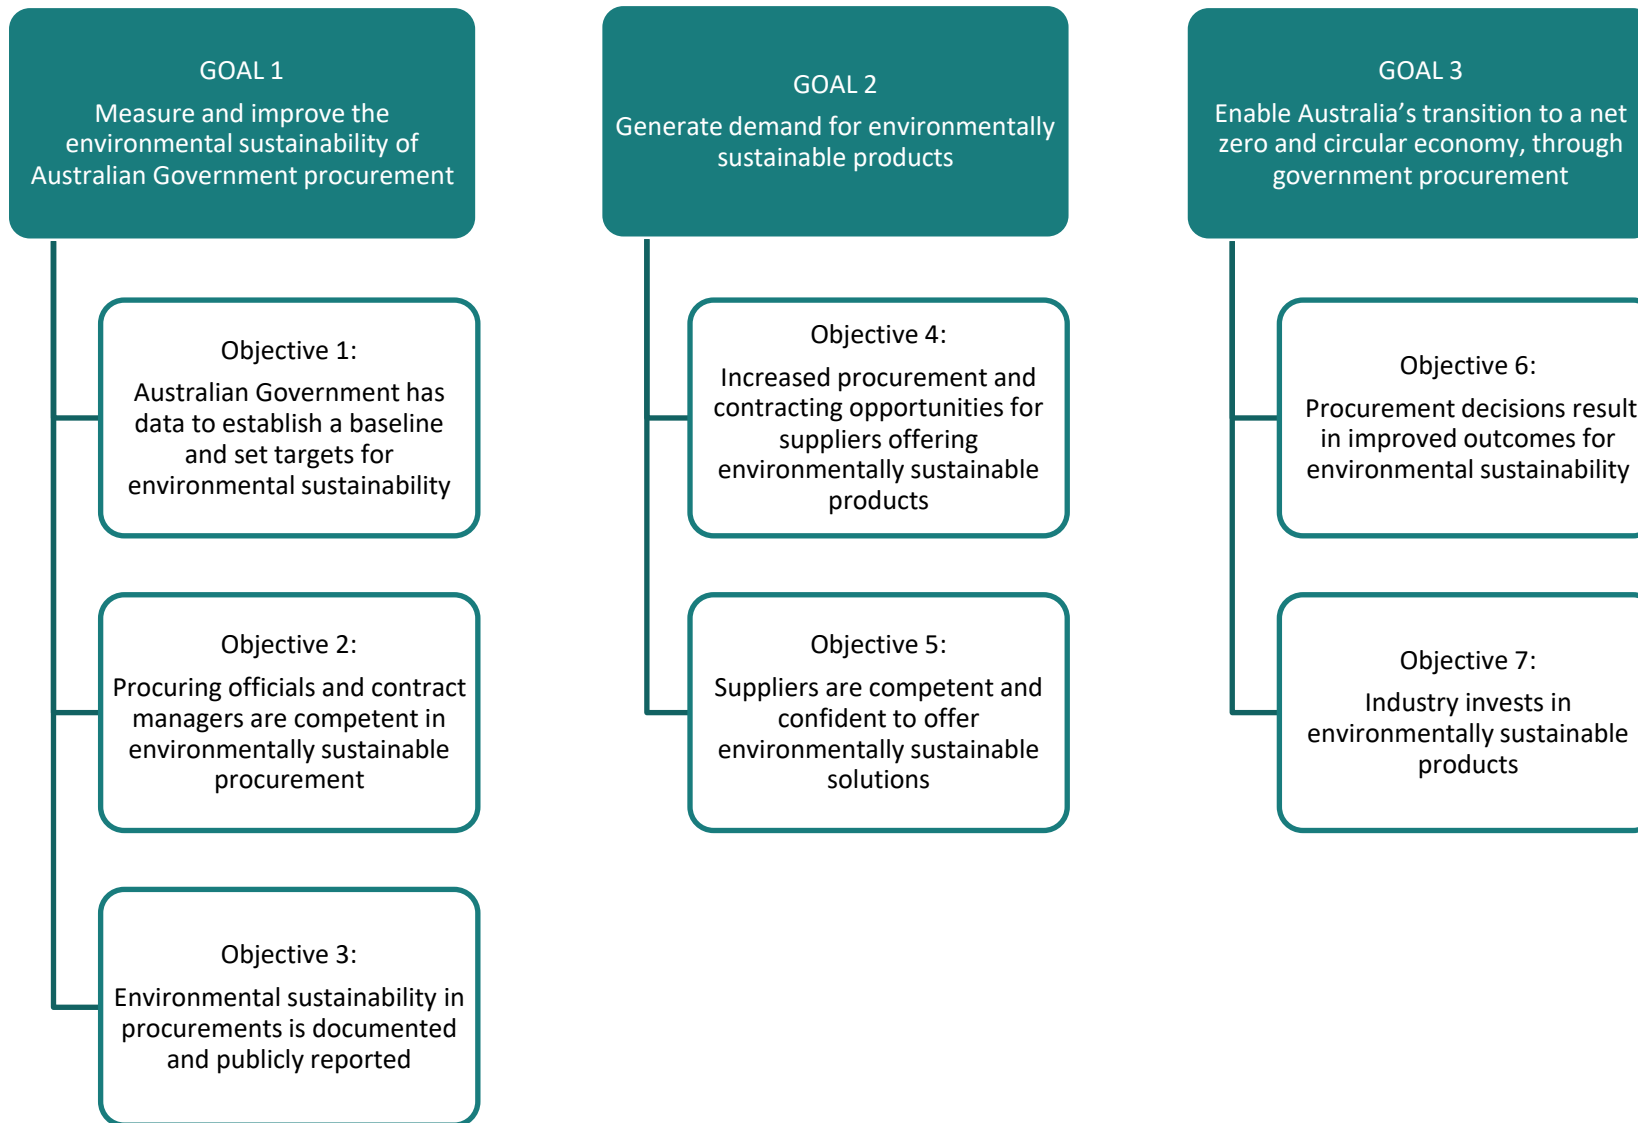 GOAL 1
Measure and improve the
environmental sustainability of
Australian Government procurement
Objective 1:
Australian Government has
data to establish a baseline
and set targets for
environmental sustainability
Objective 2:
Procuring officials and contract
managers are competent in
environmentally sustainable
procurement
Objective 3:
Environmental sustainability in
procurements is documented
and publicly reported
GOAL 2
Generate demand for environmentally
sustainable products
Objective 4:
Increased procurement and
contracting opportunities for
suppliers offering
environmentally sustainable
products
Objective 5:
Suppliers are competent and
confident to offer
environmentally sustainable
solutions
GOAL 3
Enable Australia’s transition to a net
zero and circular economy, through
government procurement
Objective 6:
Procurement decisions result
in improved outcomes for
environmental sustainability
Objective 7:
Industry invests in
environmentally sustainable
products